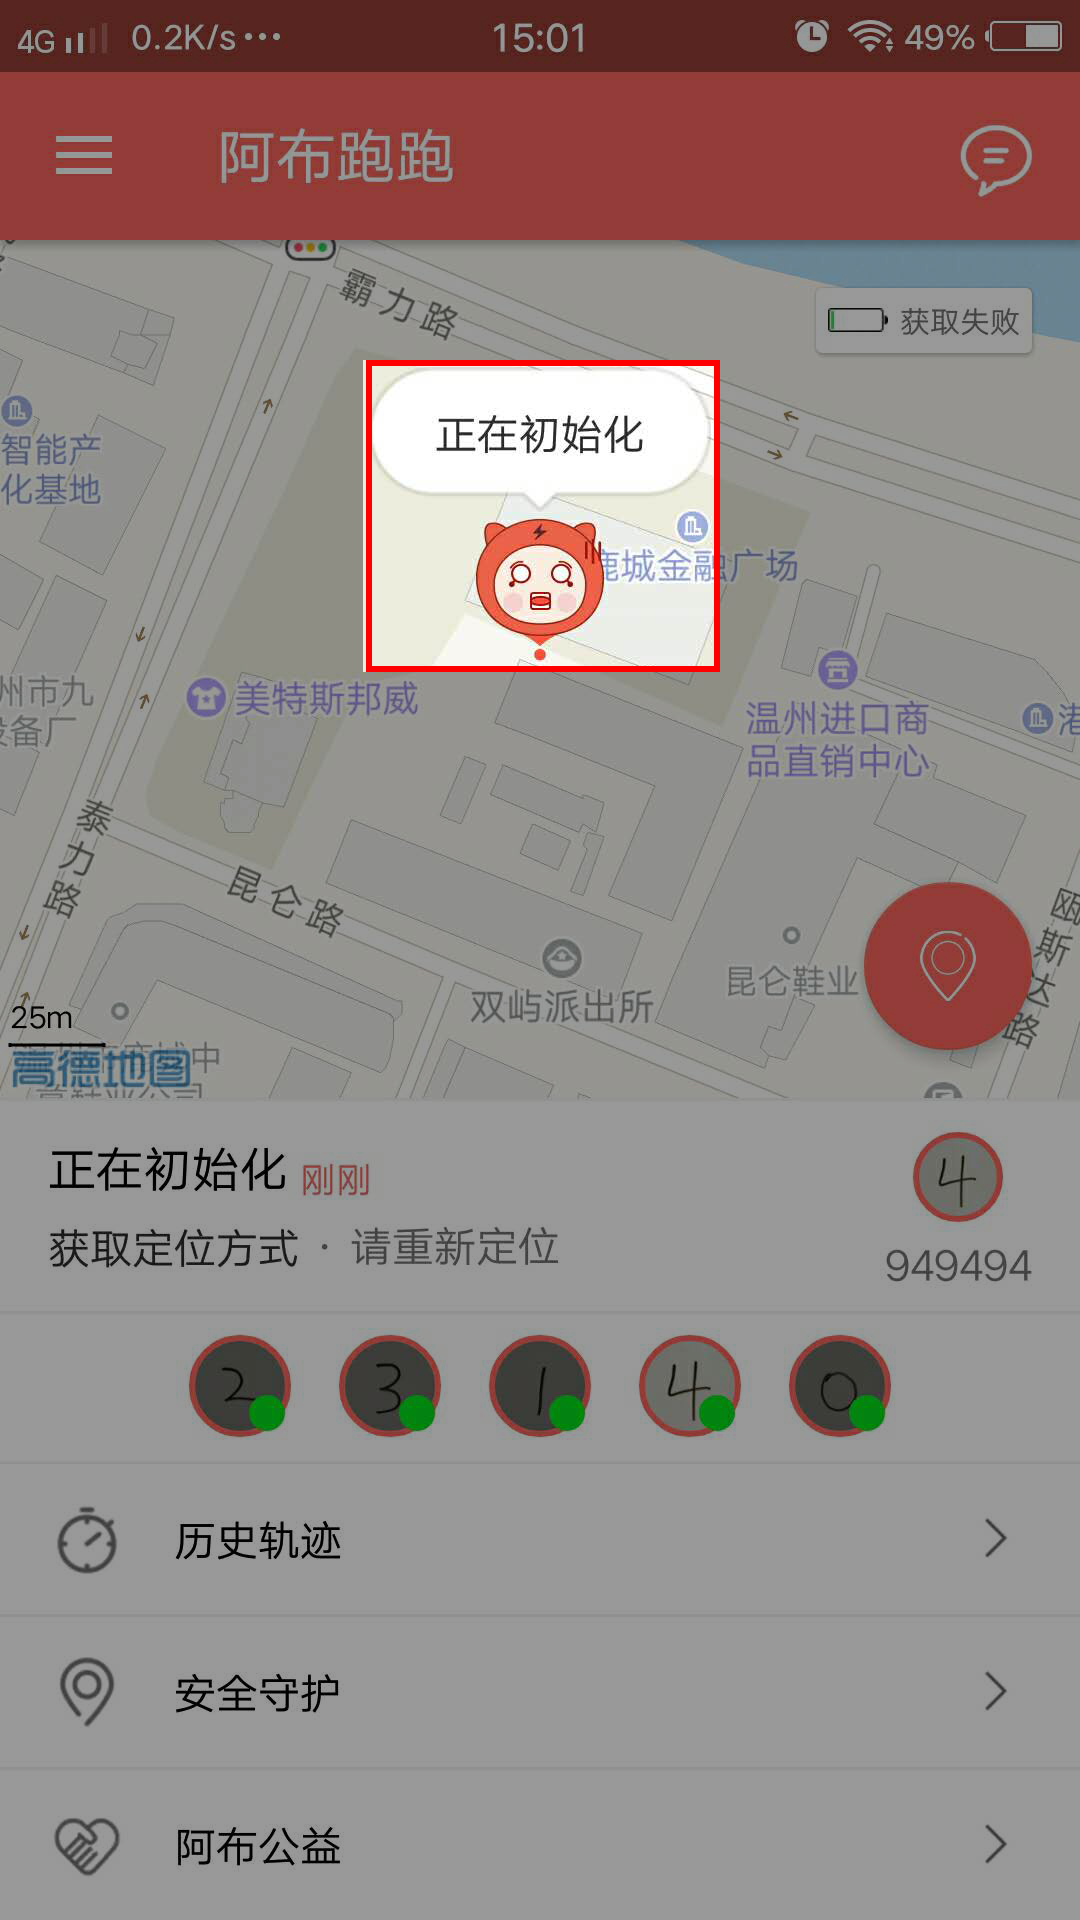 4G 0.2K/s 15:01 49%
阿布跑跑
霸力路
获取失败
正在初始化
智能产
化基地
鹿城金融广场
州市九
设备厂
美特斯邦威
温州进口商
品直销中心
港
泰力路
昆仑路
瓯斯达路
双屿派出所
昆仑鞋业
25m
高德地图
正在初始化 刚刚
获取定位方式 · 请重新定位
4
949494
2 3 1 4 0
历史轨迹
安全守护
阿布公益